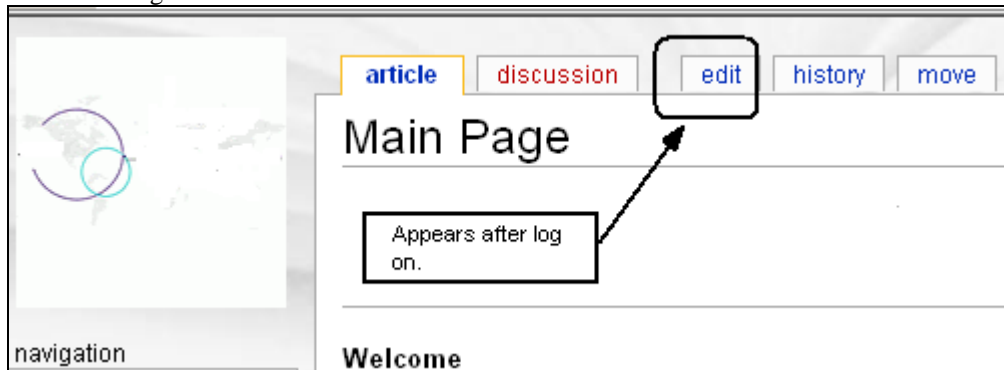 article discussion edit history move
Main Page
Appears after log
on.
navigation
Welcome